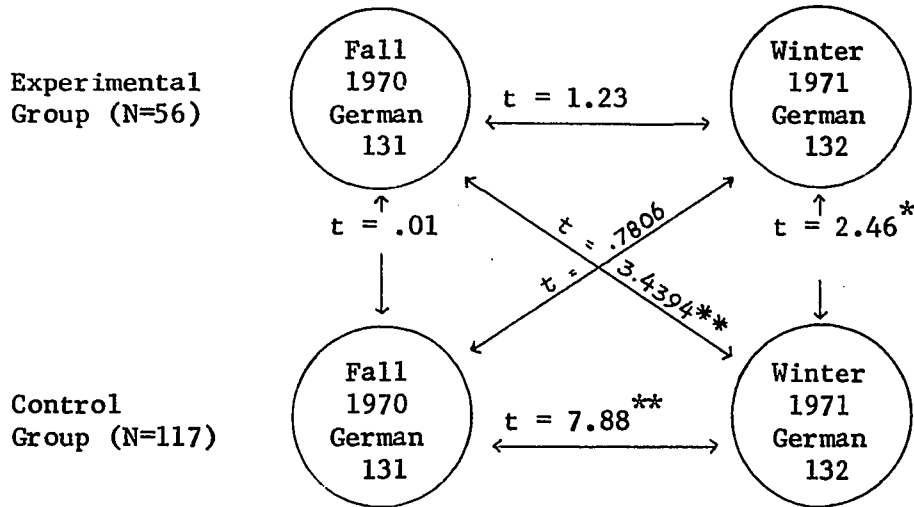 Experimental
Group (N=56)
Fall
1970
German
131
t = 1.23
Winter
1971
German
132
t = .01
t = .7806
t = 3.4394**
t = 2.46*
Control
Group (N=117)
Fall
1970
German
131
t = 7.88**
Winter
1971
German
132